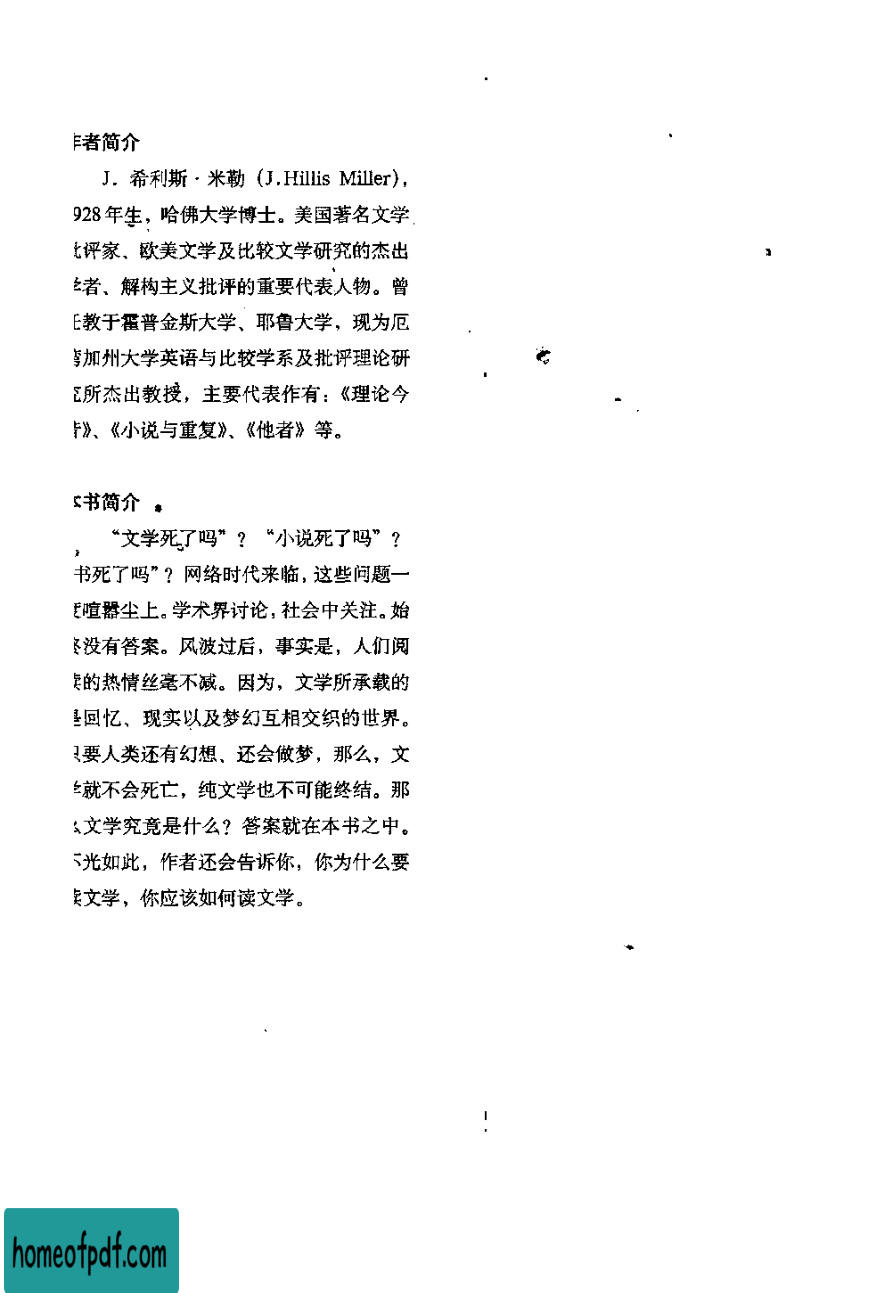 作者简介
J. 希利斯·米勒 (J.Hillis Miller),
928年生，哈佛大学博士。美国著名文学
批评家、欧美文学及比较文学研究的杰出
学者、解构主义批评的重要代表人物。曾
任教于霍普金斯大学、耶鲁大学，现为厄
湾加州大学英语与比较学系及批评理论研
究所杰出教授，主要代表作有：《理论今
昔》、《小说与重复》、《他者》等。
本书简介
“文学死了吗”？“小说死了吗”？
书死了吗”？网络时代来临，这些问题一
度喧嚣尘上。学术界讨论，社会中关注。始
终没有答案。风波过后，事实是，人们阅
读的热情丝毫不减。因为，文学所承载的
是回忆、现实以及梦幻互相交织的世界。
只要人类还有幻想、还会做梦，那么，文
学就不会死亡，纯文学也不可能终结。那
么文学究竟是什么？答案就在本书之中。
不光如此，作者还会告诉你，你为什么要
读文学，你应该如何读文学。
homeofpdf.com